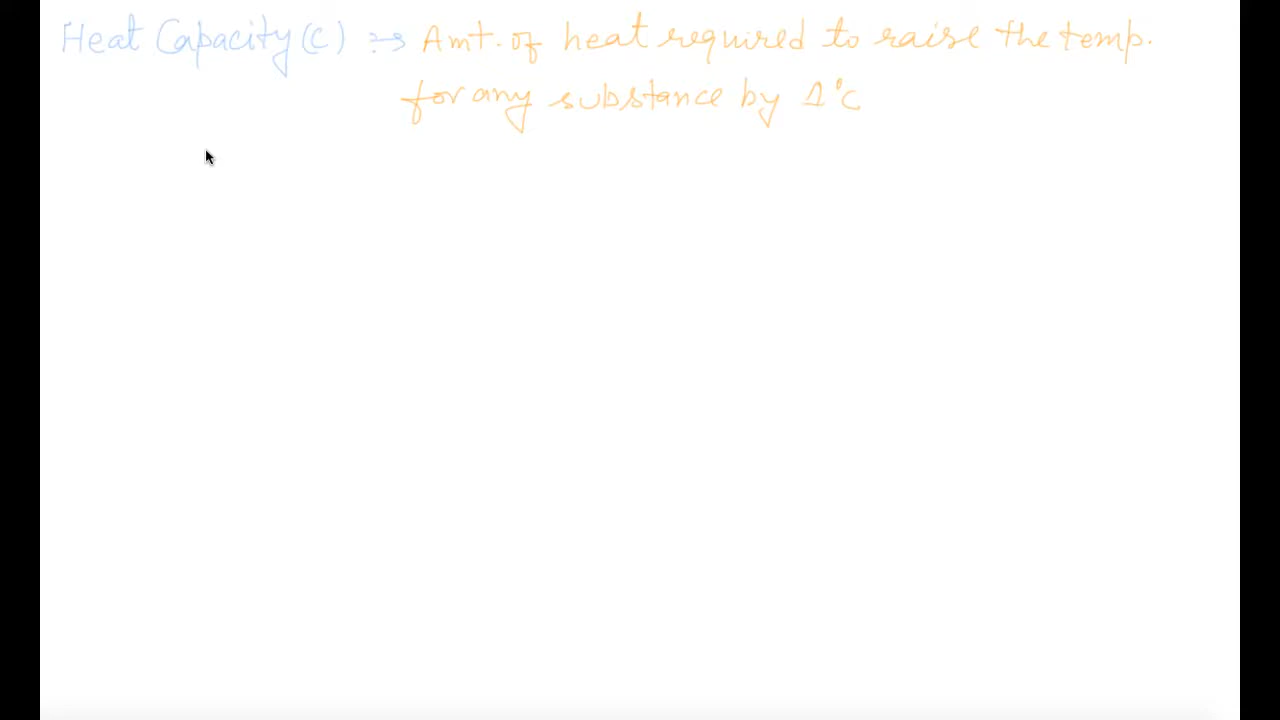 Heat Capacity (C) :→ Amt. of heat required to raise the temp.
for any substance by 1°C